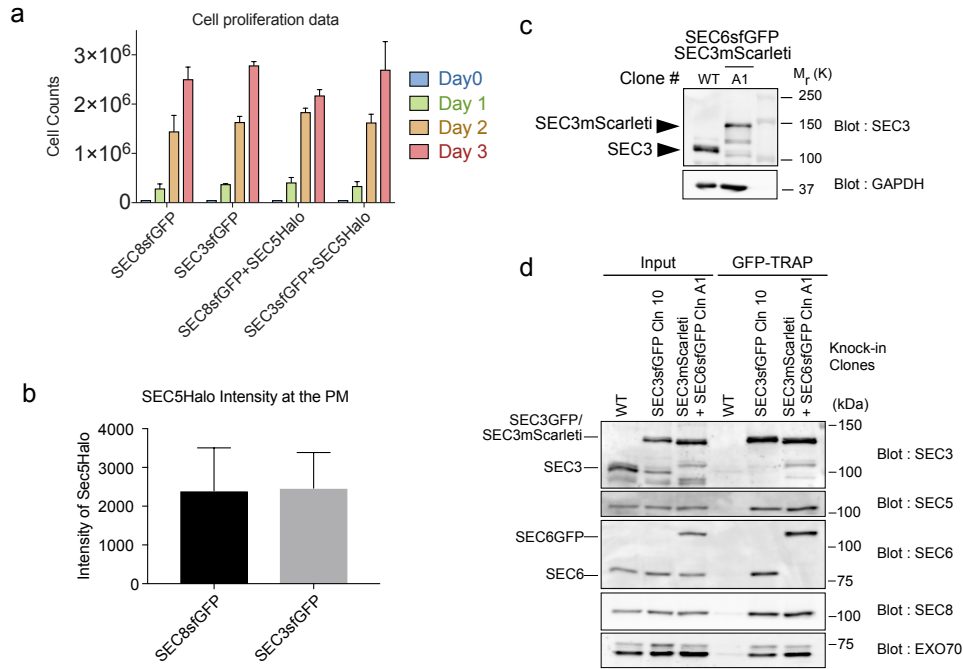 a
Cell proliferation data
Cell Counts
3×10⁶
2×10⁶
1×10⁶
0
Day0
Day 1
Day 2
Day 3
SEC8sfGFP
SEC3sfGFP
SEC8sfGFP+SEC5Halo
SEC3sfGFP+SEC5Halo
b
SEC5Halo Intensity at the PM
Intensity of Sec5Halo
4000
3000
2000
1000
0
SEC8sfGFP
SEC3sfGFP
c
SEC6sfGFP
SEC3mScarleti
Clone # WT A1 Mr (K)
250
SEC3mScarleti
150
Blot : SEC3
SEC3
100
37
Blot : GAPDH
d
Input GFP-TRAP
WT
SEC3sfGFP Cln 10
SEC3mScarleti
+ SEC6sfGFP Cln A1
WT
SEC3sfGFP Cln 10
SEC3mScarleti
+ SEC6sfGFP Cln A1
Knock-in
Clones
(kDa)
SEC3GFP/
SEC3mScarleti
SEC3
150
100
Blot : SEC3
100
Blot : SEC5
SEC6GFP
SEC6
100
75
Blot : SEC6
100
Blot : SEC8
75
Blot : EXO70